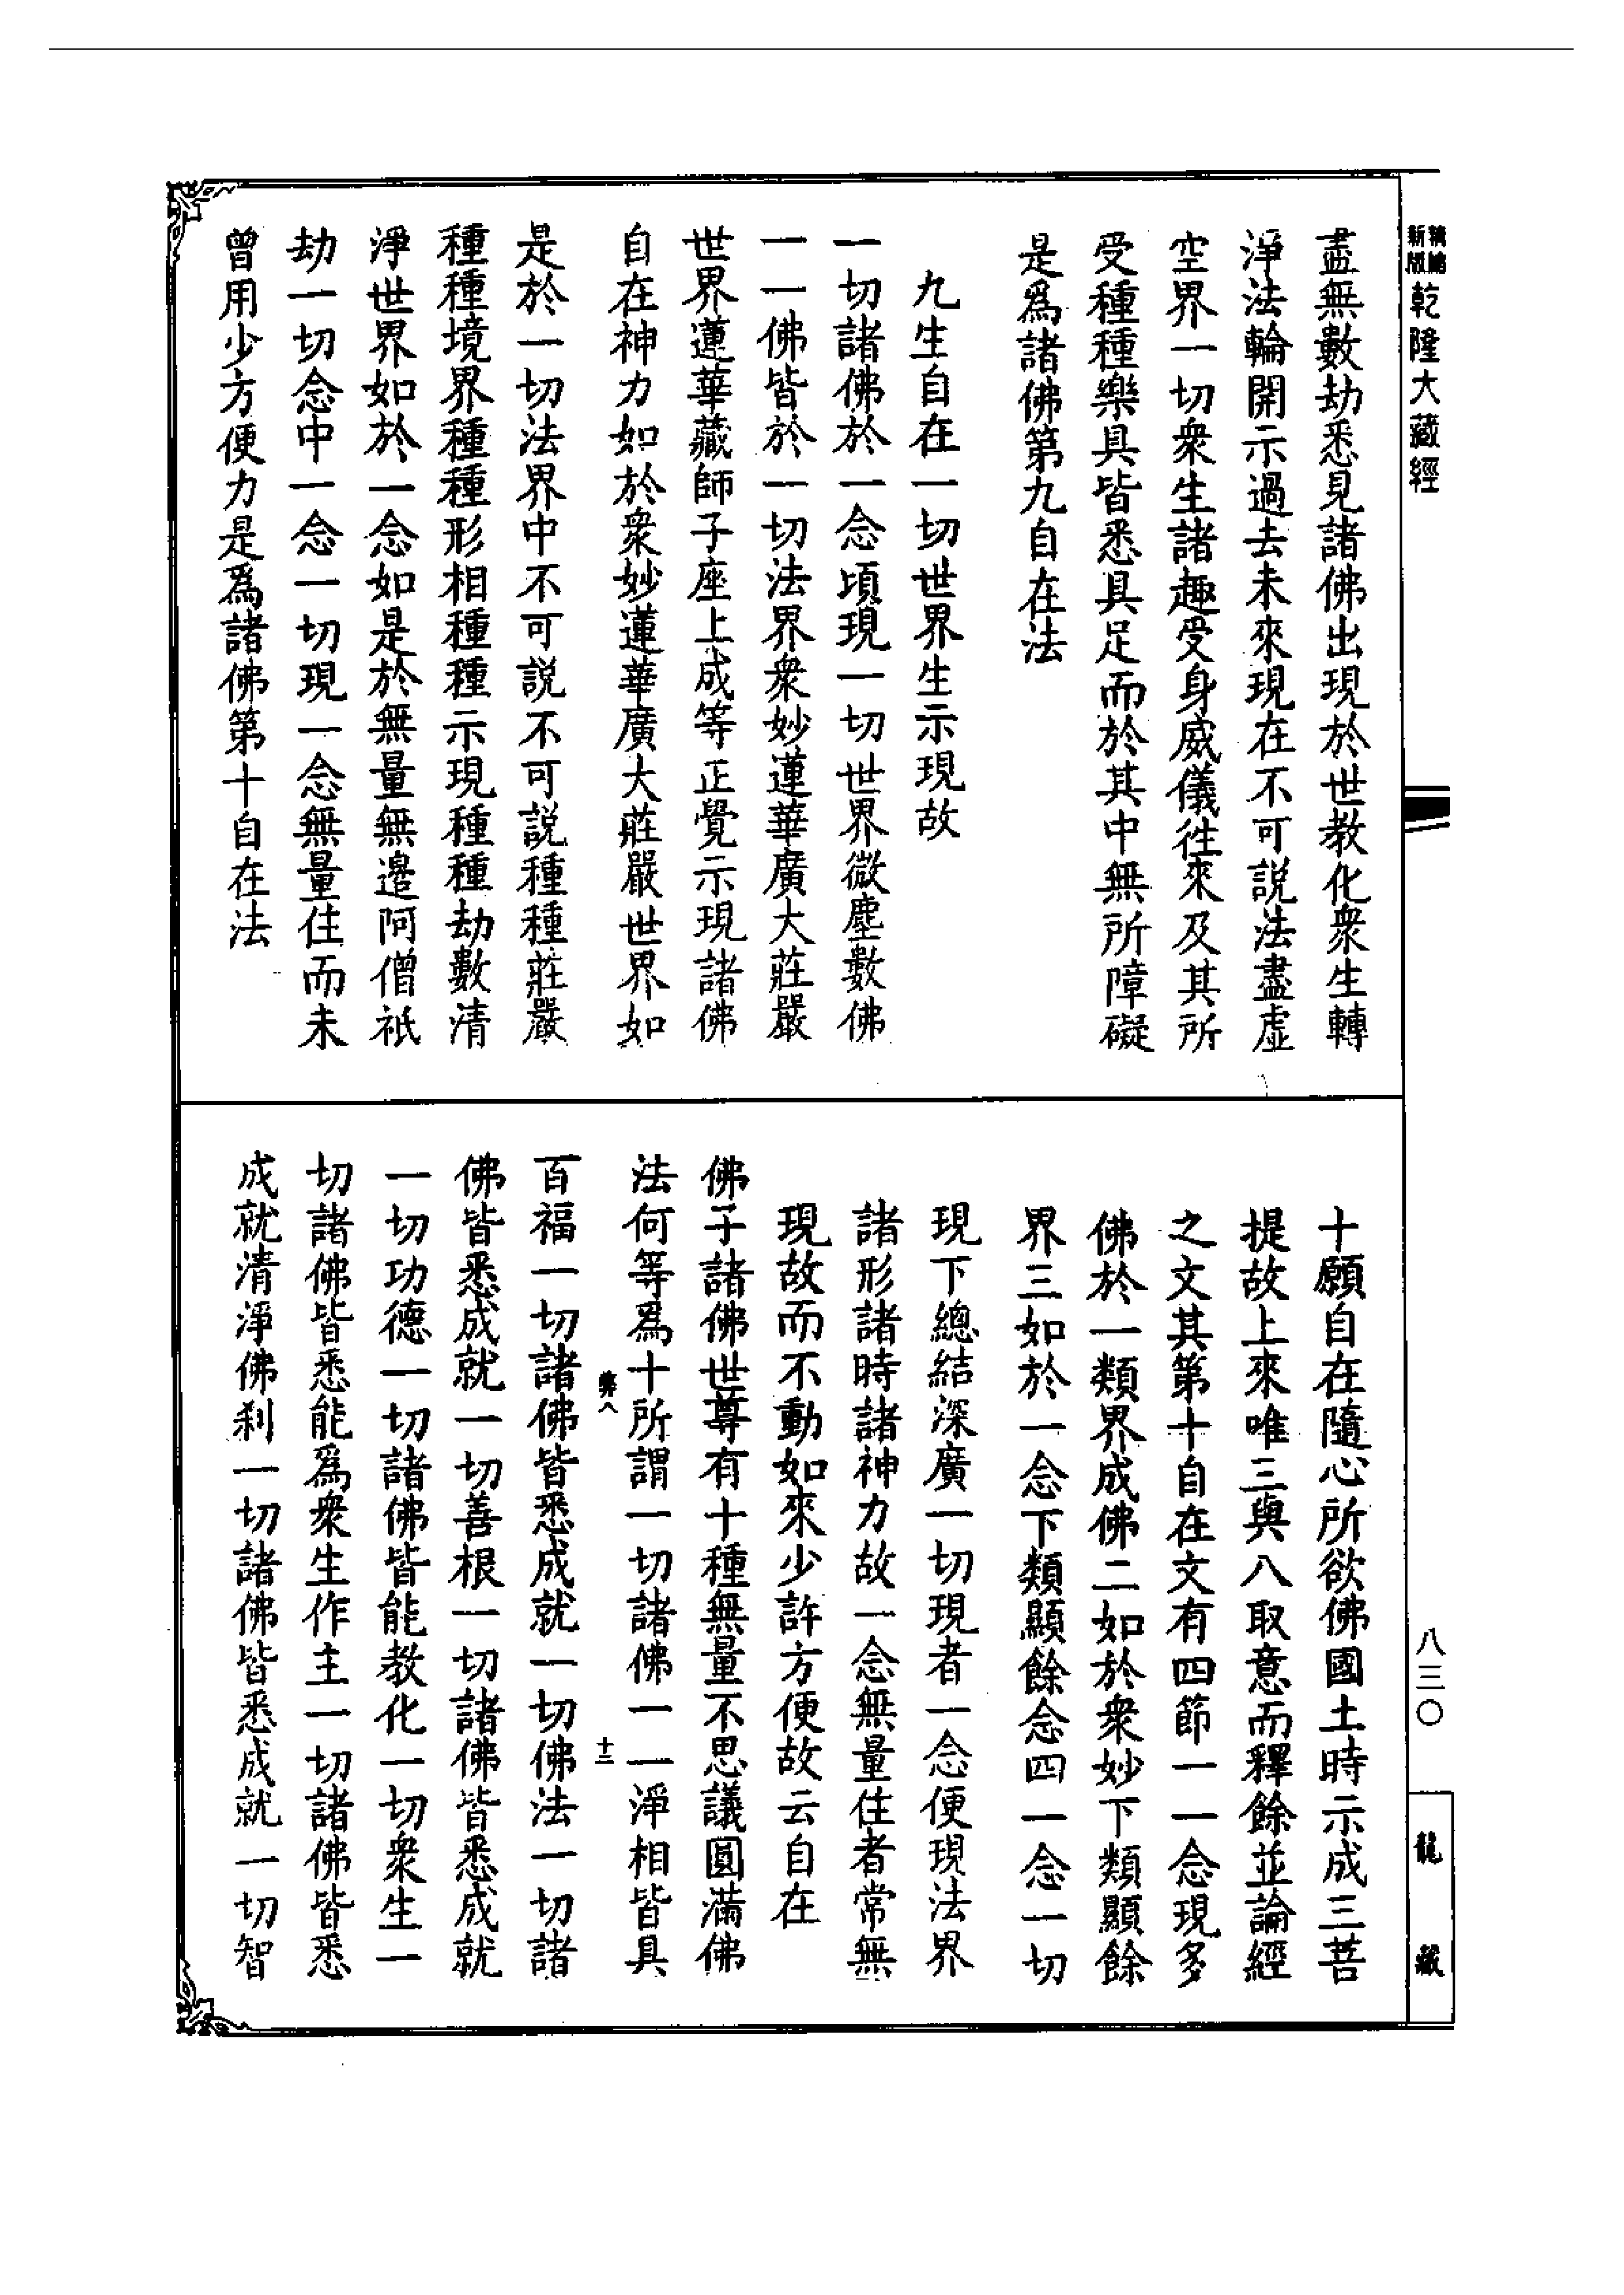 新版
乾隆大藏經
八三〇
龍藏
盡無數劫悉見諸佛出現於世教化衆生轉
淨法輪開示過去未來現在不可說法盡虛
空界一切衆生諸趣受身威儀往來及其所
受種種樂具皆悉具足而於其中無所障礙
是爲諸佛第九自在法
九生自在一切世界生示現故
一切諸佛於一念頃現一切世界微塵數佛
一一佛皆於一切法界衆妙蓮華廣大莊嚴
世界蓮華藏師子座上成等正覺示現諸佛
自在神力如於衆妙蓮華廣大莊嚴世界如
是於一切法界中不可說不可說種種莊嚴
種種境界種種形相種種示現種種劫數清
淨世界如於一念如是於無量無邊阿僧祇
劫一切念中一念一切現一念無量住而未
曾用少方便力是爲諸佛第十自在法
十願自在隨心所欲佛國土時示成三菩
提故上來唯三與八取意而釋餘並論經
之文其第十自在文有四節一一念現多
佛於一類界成佛二如於衆妙下類顯餘
界三如於一念下類顯餘念四一念一切
現下總結深廣一切現者一念便現法界
諸形諸時諸神力故一念無量住者常無
現故而不動如來少許方便故云自在
佛子諸佛世尊有十種無量不思議圓滿佛
法何等爲十所謂一切諸佛一一淨相皆具
弊八
十二
百福一切諸佛皆悉成就一切佛法一切諸
佛皆悉成就一切善根一切諸佛皆悉成就
一切功德一切諸佛皆能教化一切衆生一
切諸佛皆悉能爲衆生作主一切諸佛皆悉
成就清淨佛刹一切諸佛皆悉成就一切智